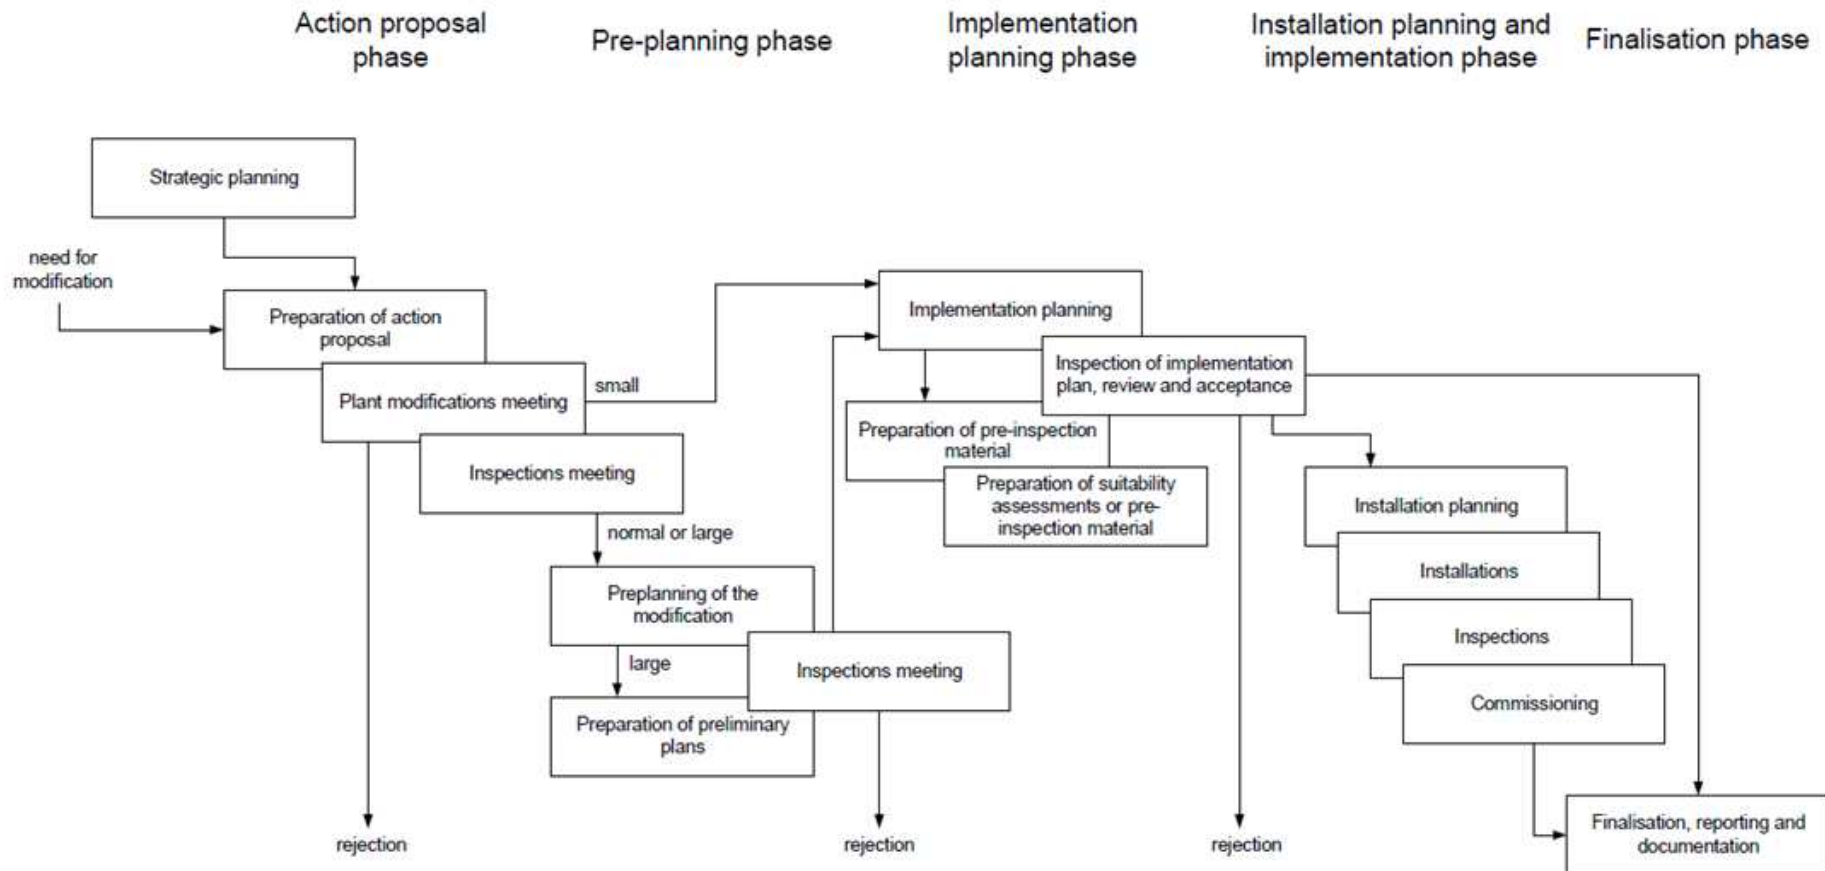 Action proposal
phase
Pre-planning phase
Implementation
planning phase
Installation planning and
implementation phase
Finalisation phase
Strategic planning
need for
modification
Preparation of action
proposal
Plant modifications meeting
small
Inspections meeting
normal or large
Preplanning of the
modification
large
Inspections meeting
Preparation of preliminary
plans
Implementation planning
Inspection of implementation
plan, review and acceptance
Preparation of pre-inspection
material
Preparation of suitability
assessments or pre-
inspection material
Installation planning
Installations
Inspections
Commissioning
Finalisation, reporting and
documentation
rejection
rejection
rejection